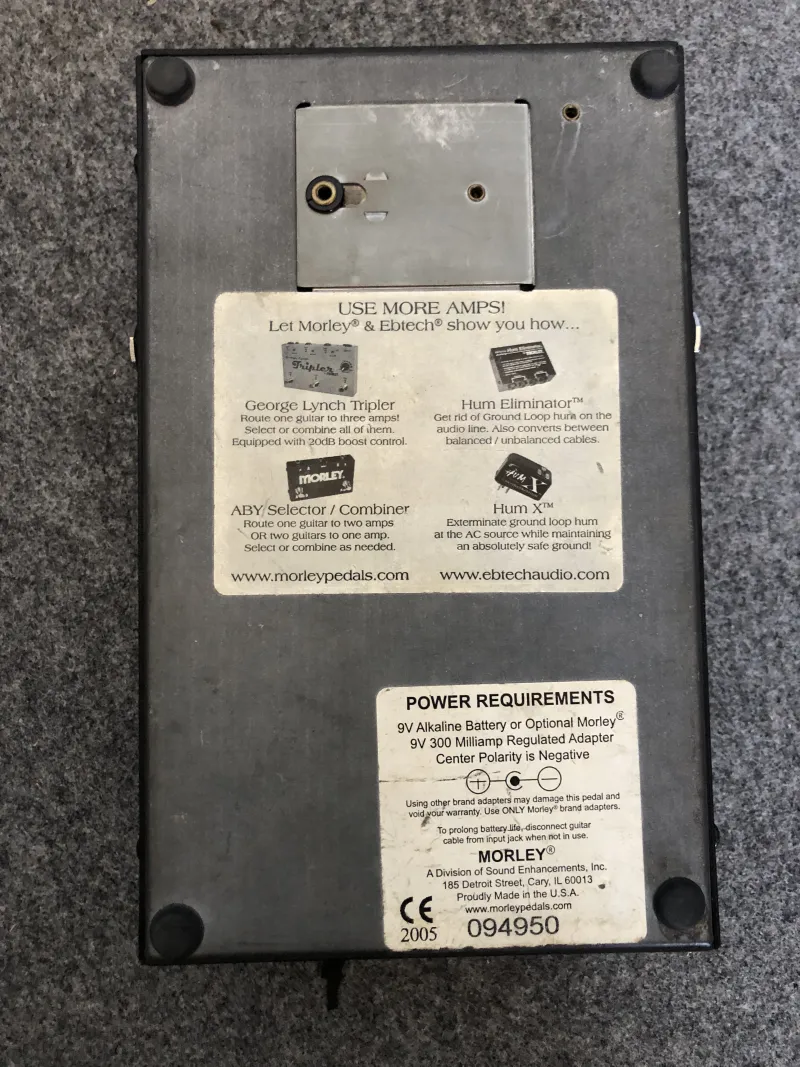 USE MORE AMPS!
Let Morley® & Ebtech® show you how...
Tripler
George Lynch Tripler
Route one guitar to three amps!
Select or combine all of them.
Equipped with 20dB boost control.
Hum Eliminator
Hum Eliminator™
Get rid of Ground Loop hum on the
audio line. Also converts between
balanced / unbalanced cables.
MORLEY
ABY Selector / Combiner
Route one guitar to two amps
OR two guitars to one amp.
Select or combine as needed.
HUM X
Hum X™
Exterminate ground loop hum
at the AC source while maintaining
an absolutely safe ground!
www.morleypedals.com
www.ebtechaudio.com
POWER REQUIREMENTS
9V Alkaline Battery or Optional Morley®
9V 300 Milliamp Regulated Adapter
Center Polarity is Negative
Using other brand adapters may damage this pedal and
void your warranty. Use ONLY Morley® brand adapters.
To prolong battery life, disconnect guitar
cable from input jack when not in use.
MORLEY®
A Division of Sound Enhancements, Inc.
185 Detroit Street, Cary, IL 60013
Proudly Made in the U.S.A.
www.morleypedals.com
CE
2005
094950